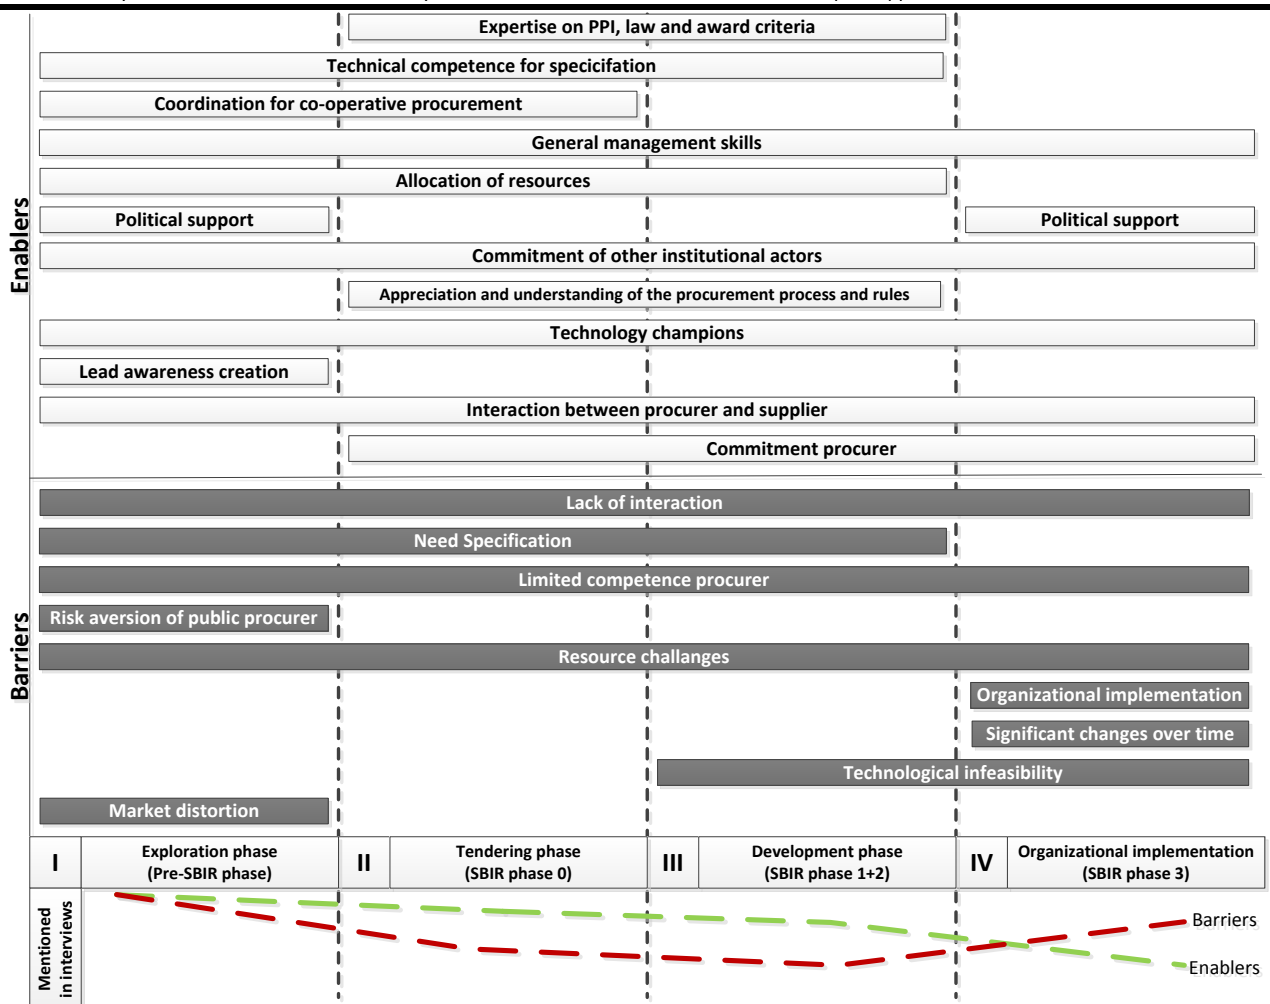 Expertise on PPI, law and award criteria
Technical competence for specicifation
Coordination for co-operative procurement
General management skills
Allocation of resources
Political support
Political support
Commitment of other institutional actors
Appreciation and understanding of the procurement process and rules
Technology champions
Lead awareness creation
Interaction between procurer and supplier
Commitment procurer
Enablers
Lack of interaction
Need Specification
Limited competence procurer
Risk aversion of public procurer
Resource challanges
Organizational implementation
Significant changes over time
Technological infeasibility
Market distortion
Barriers
I
Exploration phase
(Pre-SBIR phase)
II
Tendering phase
(SBIR phase 0)
III
Development phase
(SBIR phase 1+2)
IV
Organizational implementation
(SBIR phase 3)
Mentioned
in interviews
Barriers
Enablers